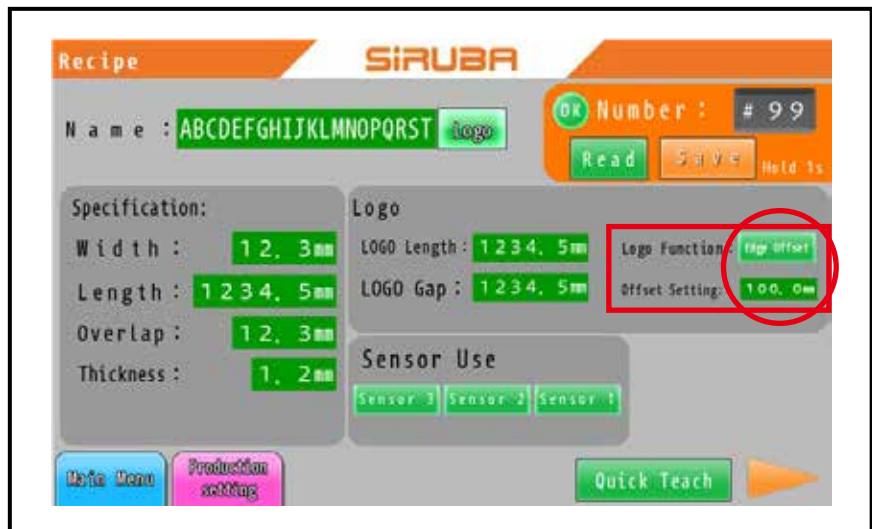 Recipe
SiRUBA
Name : ABCDEFGHIJKLMNOPQRST Logo
OK Number : # 99
Read Save Hold 1s
Specification:
Width : 12. 3mm
Length : 1234. 5mm
Overlap : 12. 3mm
Thickness : 1. 2mm
Logo
LOGO Length : 1234. 5mm
LOGO Gap : 1234. 5mm
Logo Function: Edge Offset
Offset Setting: 100. 0mm
Sensor Use
Sensor 3 Sensor 2 Sensor 1
Main Menu
Production
setting
Quick Teach